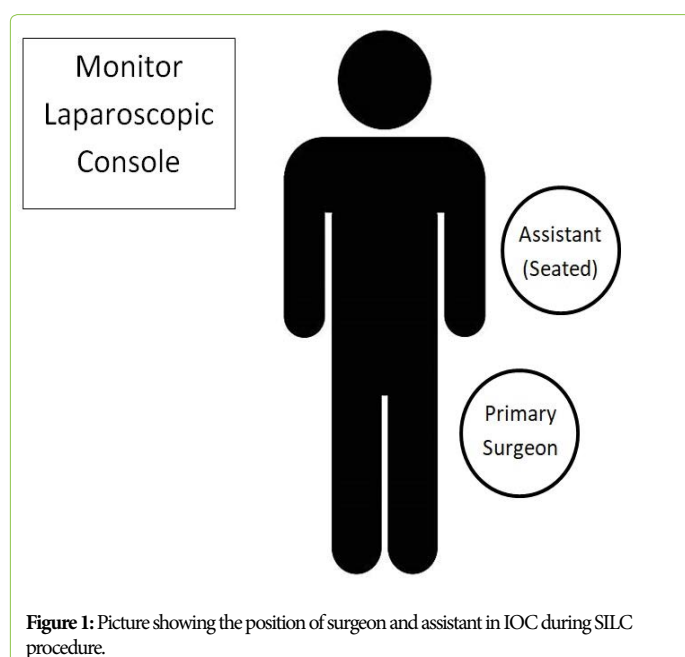 Monitor
Laparoscopic
Console
Assistant
(Seated)
Primary
Surgeon
Figure 1: Picture showing the position of surgeon and assistant in IOC during SILC
procedure.